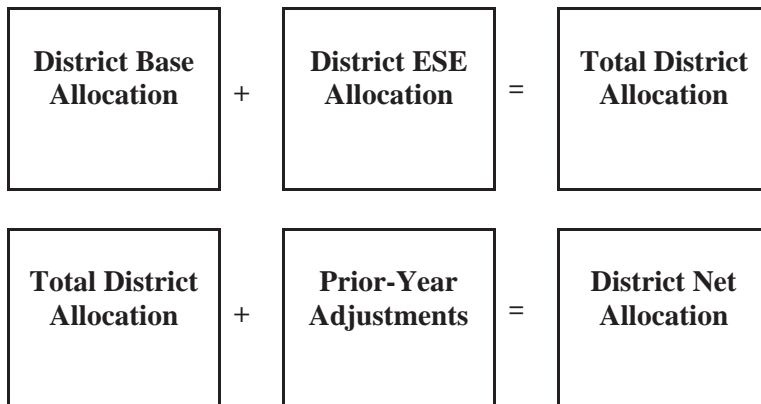 District Base
Allocation
+
District ESE
Allocation
=
Total District
Allocation
Total District
Allocation
+
Prior-Year
Adjustments
=
District Net
Allocation